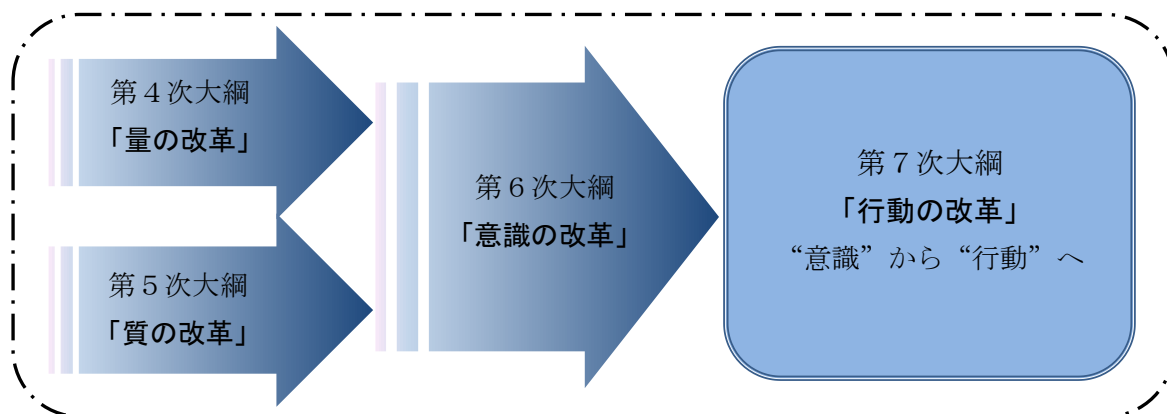 第４次大綱
「量の改革」
第５次大綱
「質の改革」
第６次大綱
「意識の改革」
第７次大綱
「行動の改革」
“意識”から“行動”へ